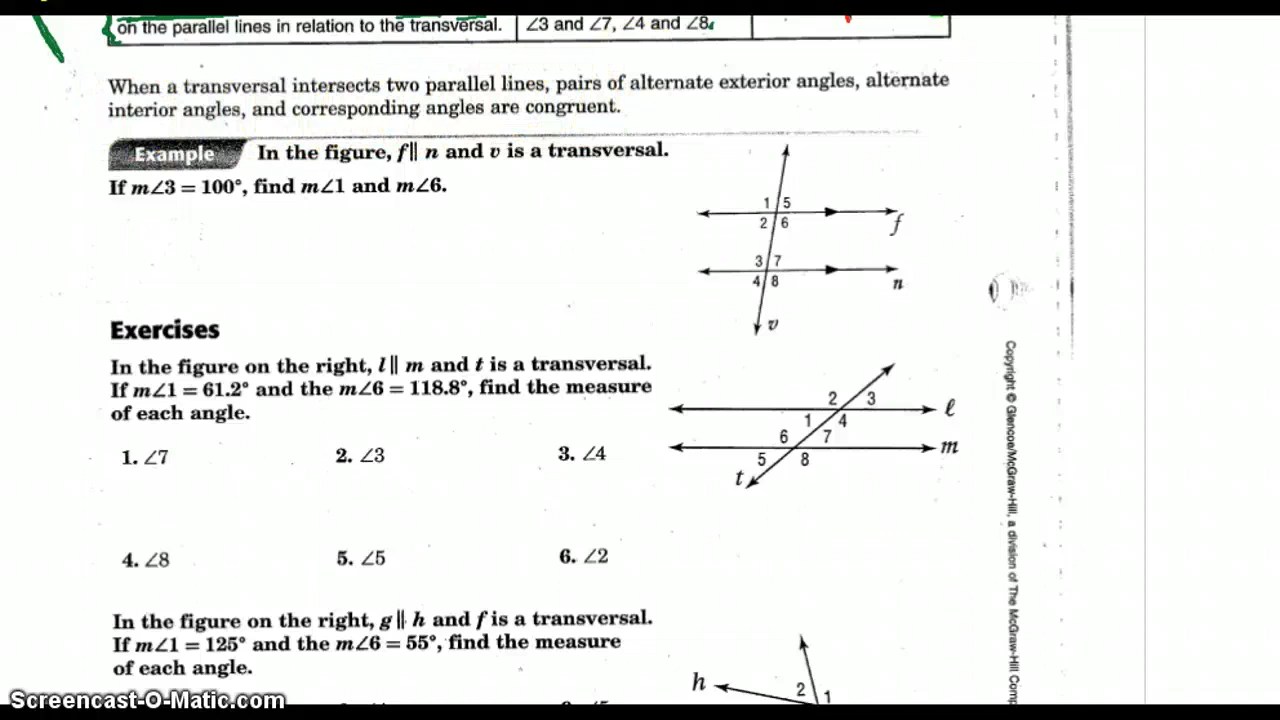 on the parallel lines in relation to the transversal.
∠3 and ∠7, ∠4 and ∠8
When a transversal intersects two parallel lines, pairs of alternate exterior angles, alternate
interior angles, and corresponding angles are congruent.
Example
In the figure, f ∥ n and v is a transversal.
If m∠3 = 100°, find m∠1 and m∠6.
1 5
2 6
f
3 7
4 8
n
v
Exercises
In the figure on the right, l ∥ m and t is a transversal.
If m∠1 = 61.2° and the m∠6 = 118.8°, find the measure
of each angle.
2 3
ℓ
1 4
6 7
m
5 8
t
1. ∠7
2. ∠3
3. ∠4
4. ∠8
5. ∠5
6. ∠2
In the figure on the right, g ∥ h and f is a transversal.
If m∠1 = 125° and the m∠6 = 55°, find the measure
of each angle.
h
2 1
Copyright © Glencoe/McGraw-Hill, a division of The McGraw-Hill Comp
Screencast-O-Matic.com